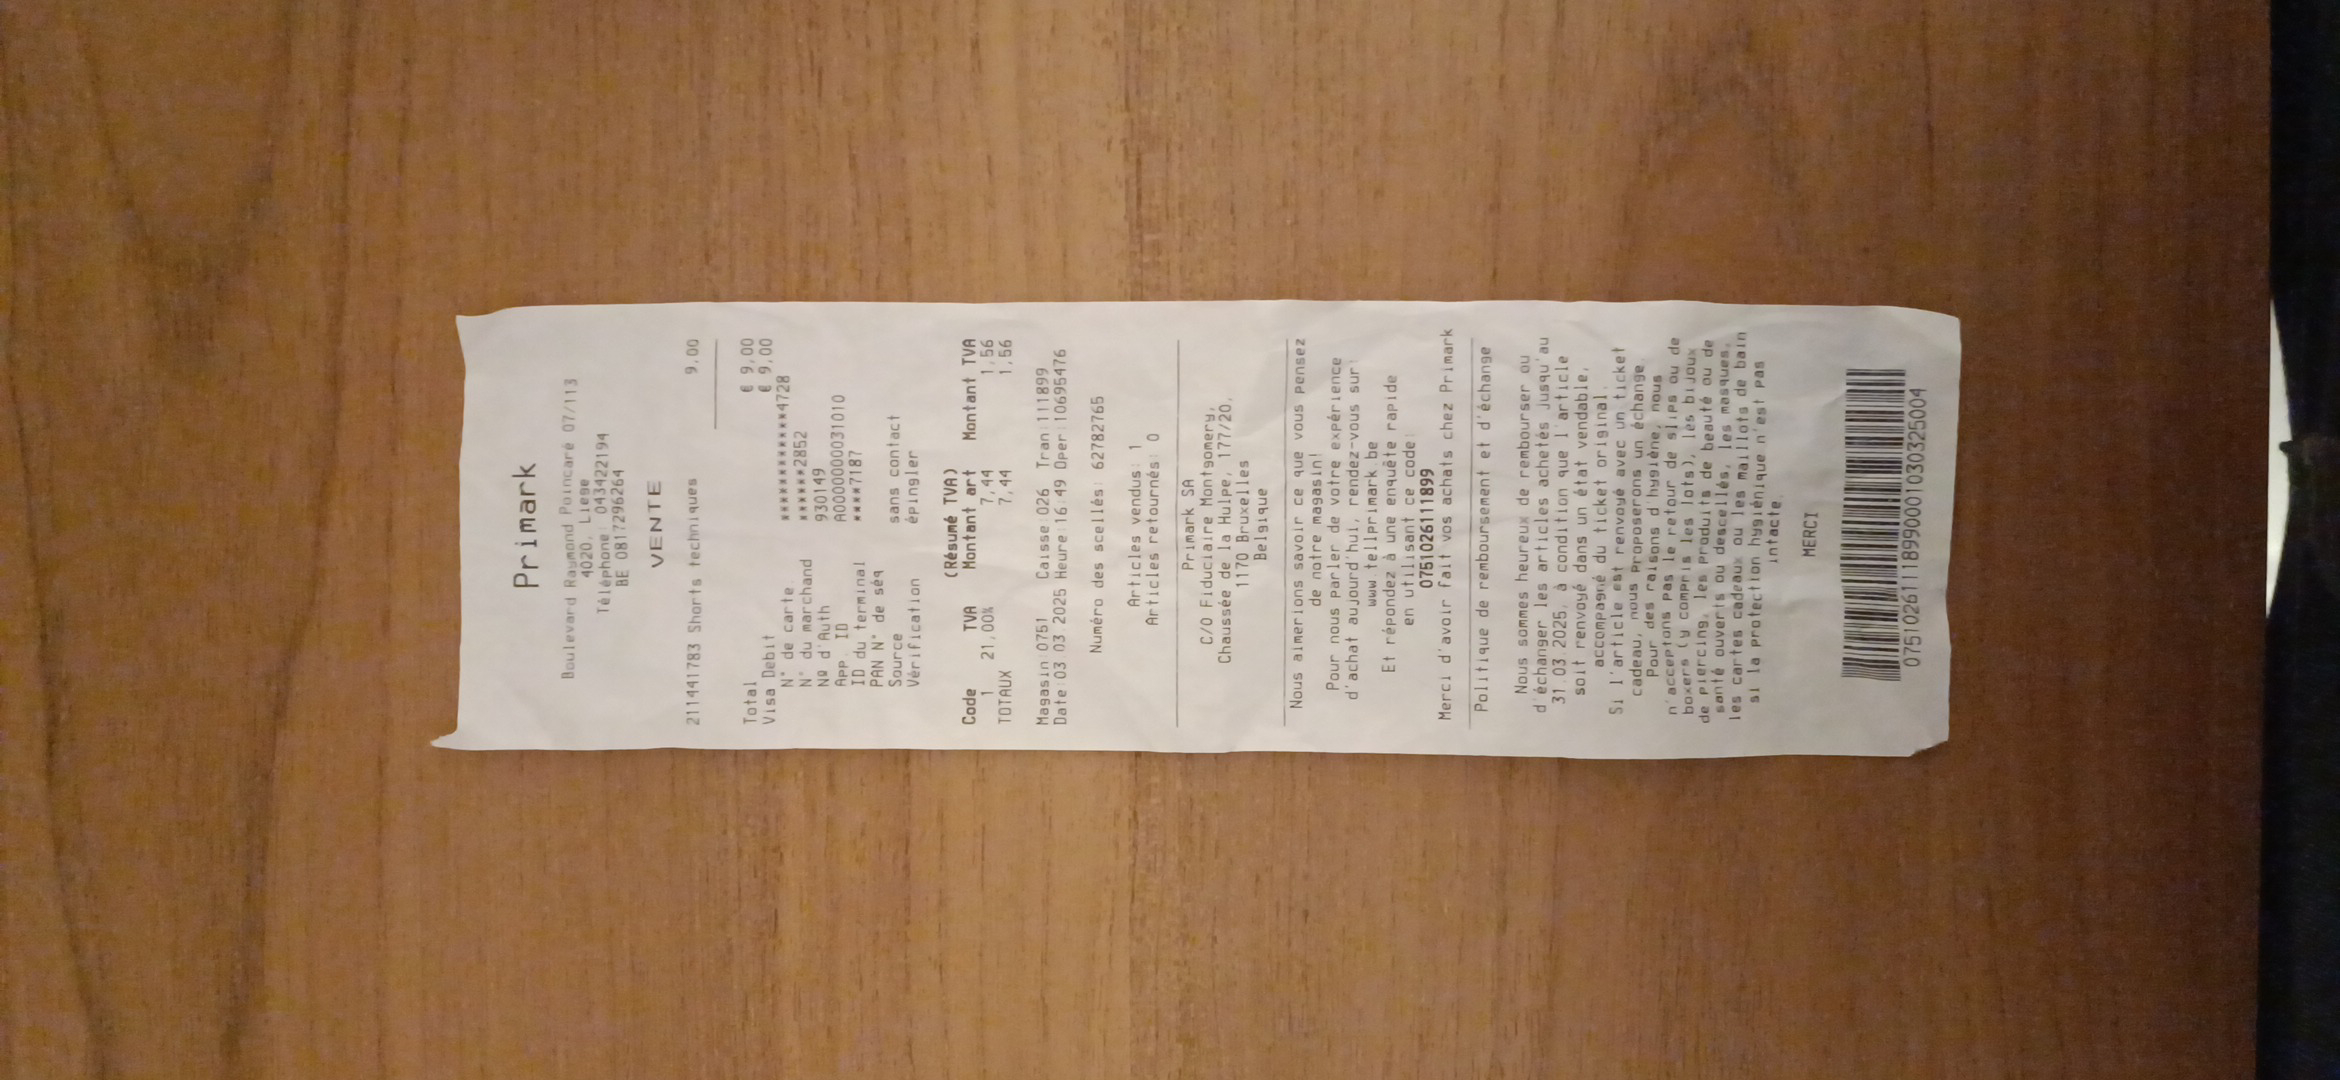 Primark
Boulevard Raymond Poincaré 07/113
4020, Liege
Téléphone: 043422194
BE 0817296264
VENTE
211441783 Shorts techniques 9,00
Total € 9,00
Visa Debit € 9,00
N° de carte ****************4728
N° du marchand ******2852
Nº d'Auth 930149
App. ID A0000000031010
ID du terminal ****7187
PAN N° de séq
Source sans contact
Vérification épingler
(Résumé TVA)
Code TVA Montant art Montant TVA
1 21,00% 7,44 1,56
TOTAUX 7,44 1,56
Magasin:0751 Caisse 026 Tran:111899
Date:03 03 2025 Heure:16:49 Oper:10695476
Numéro des scellés: 62782765
Articles vendus: 1
Articles retournés: 0
Primark SA
C/O Fiduciaire Montgomery,
Chaussée de la Hulpe, 177/20,
1170 Bruxelles
Belgique
Nous aimerions savoir ce que vous pensez
de notre magasin!
Pour nous parler de votre expérience
d'achat aujourd'hui, rendez-vous sur:
www.tellprimark.be
Et répondez à une enquête rapide
en utilisant ce code:
0751026111899
Merci d'avoir fait vos achats chez Primark
Politique de remboursement et d'échange
Nous sommes heureux de rembourser ou
d'échanger les articles achetés jusqu'au
31.03.2025, à condition que l'article
soit renvoyé dans un état vendable,
accompagné du ticket original.
Si l'article est renvoyé avec un ticket
cadeau, nous proposerons un échange.
Pour des raisons d'hygiène, nous
n'acceptons pas le retour de slips ou de
boxers (y compris les lots), les bijoux
de piercing, les produits de beauté ou de
santé ouverts ou descellés, les masques,
les cartes cadeaux ou les maillots de bain
si la protection hygiénique n'est pas
intacte.
MERCI
07510261118990001030325004